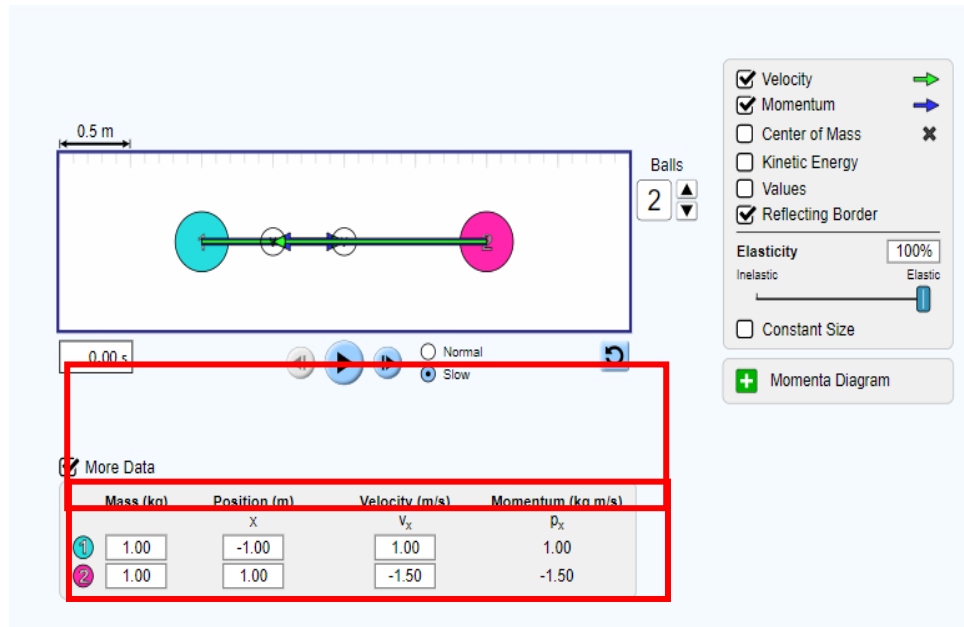 Velocity
Momentum
0.5 m
Center of Mass
Balls
Kinetic Energy
2
Values
Reflecting Border
1
2
Elasticity 100%
Inelastic Elastic
Constant Size
0.00 s
Normal
Slow
Momenta Diagram
More Data
Mass (kg) Position (m) Velocity (m/s) Momentum (kg m/s)
X Vx px
1 1.00 -1.00 1.00 1.00
2 1.00 1.00 -1.50 -1.50